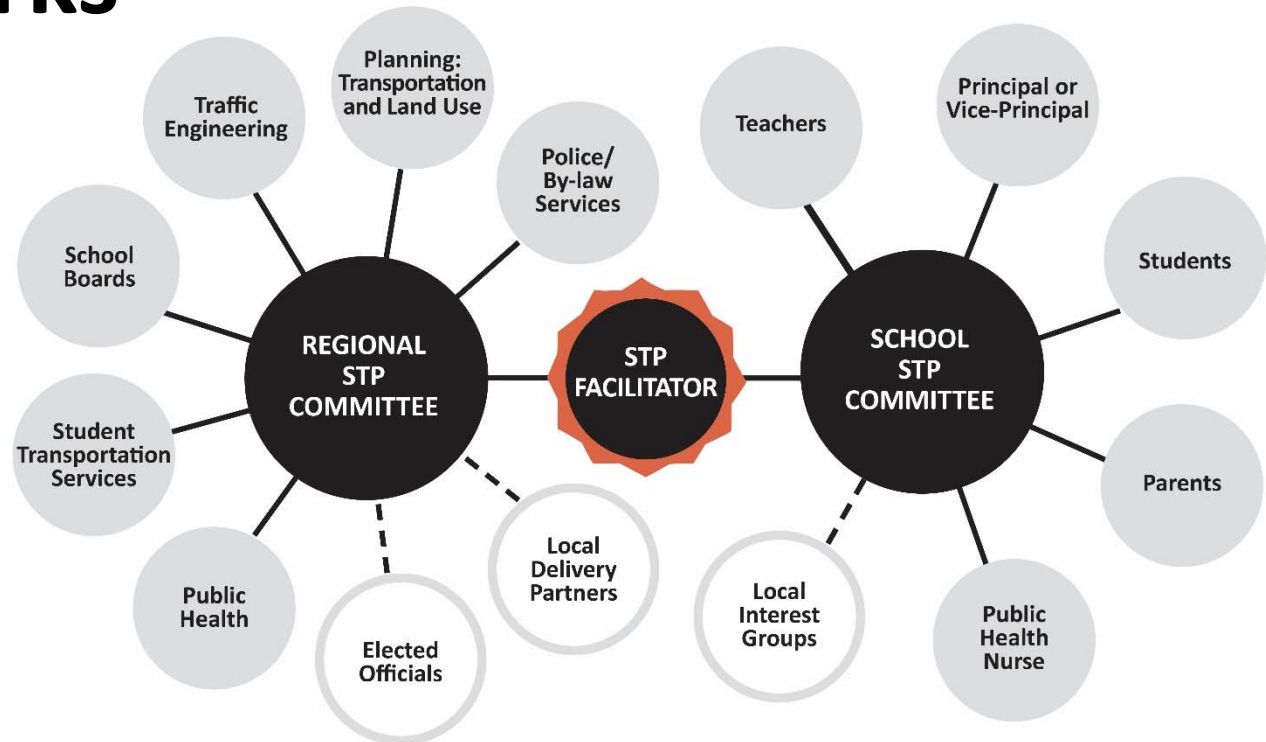 Planning:
Transportation
and Land Use
Traffic
Engineering
Police/
By-law
Services
School
Boards
Student
Transportation
Services
Public
Health
REGIONAL
STP
COMMITTEE
Elected
Officials
Local
Delivery
Partners
STP
FACILITATOR
SCHOOL
STP
COMMITTEE
Teachers
Principal or
Vice-Principal
Students
Parents
Public
Health
Nurse
Local
Interest
Groups